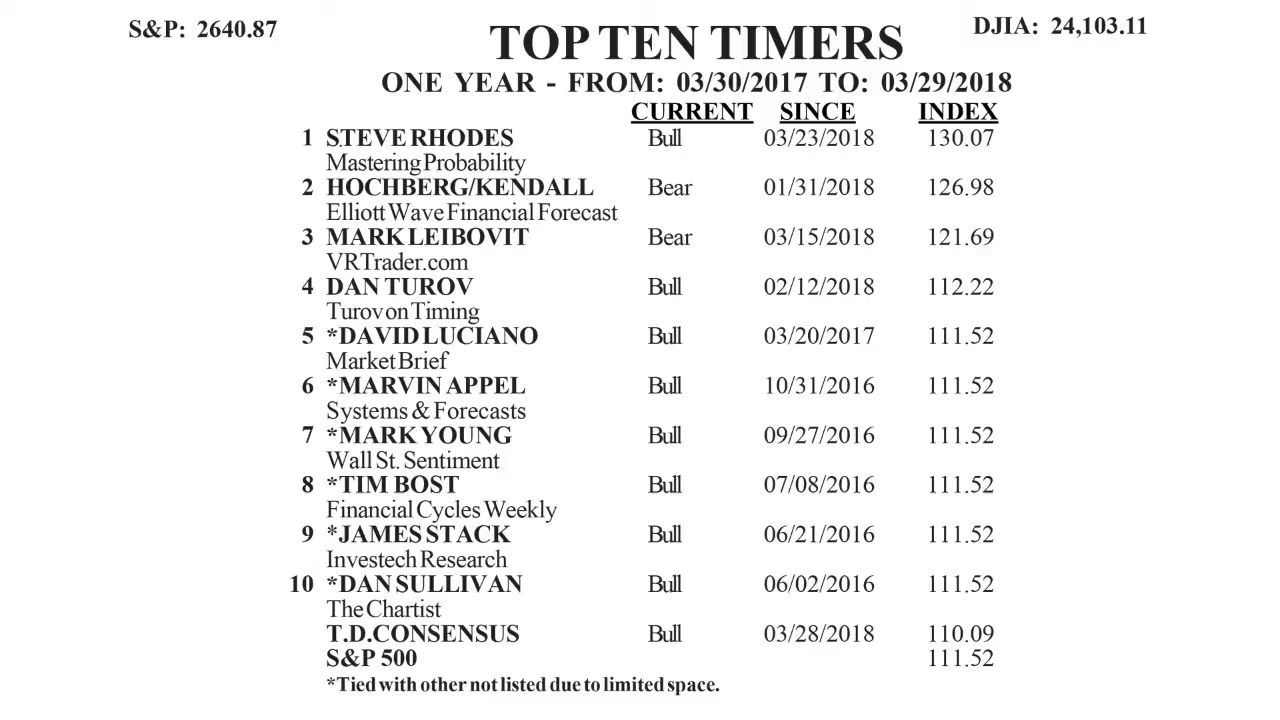 S&P: 2640.87
DJIA: 24,103.11
TOP TEN TIMERS
ONE YEAR - FROM: 03/30/2017 TO: 03/29/2018
CURRENT SINCE INDEX
1 STEVE RHODES Bull 03/23/2018 130.07
Mastering Probability
2 HOCHBERG/KENDALL Bear 01/31/2018 126.98
Elliott Wave Financial Forecast
3 MARK LEIBOVIT Bear 03/15/2018 121.69
VRTrader.com
4 DAN TUROV Bull 02/12/2018 112.22
Turov on Timing
5 *DAVID LUCIANO Bull 03/20/2017 111.52
Market Brief
6 *MARVIN APPEL Bull 10/31/2016 111.52
Systems & Forecasts
7 *MARK YOUNG Bull 09/27/2016 111.52
Wall St. Sentiment
8 *TIM BOST Bull 07/08/2016 111.52
Financial Cycles Weekly
9 *JAMES STACK Bull 06/21/2016 111.52
Investech Research
10 *DAN SULLIVAN Bull 06/02/2016 111.52
The Chartist
T.D.CONSENSUS Bull 03/28/2018 110.09
S&P 500 111.52
*Tied with other not listed due to limited space.